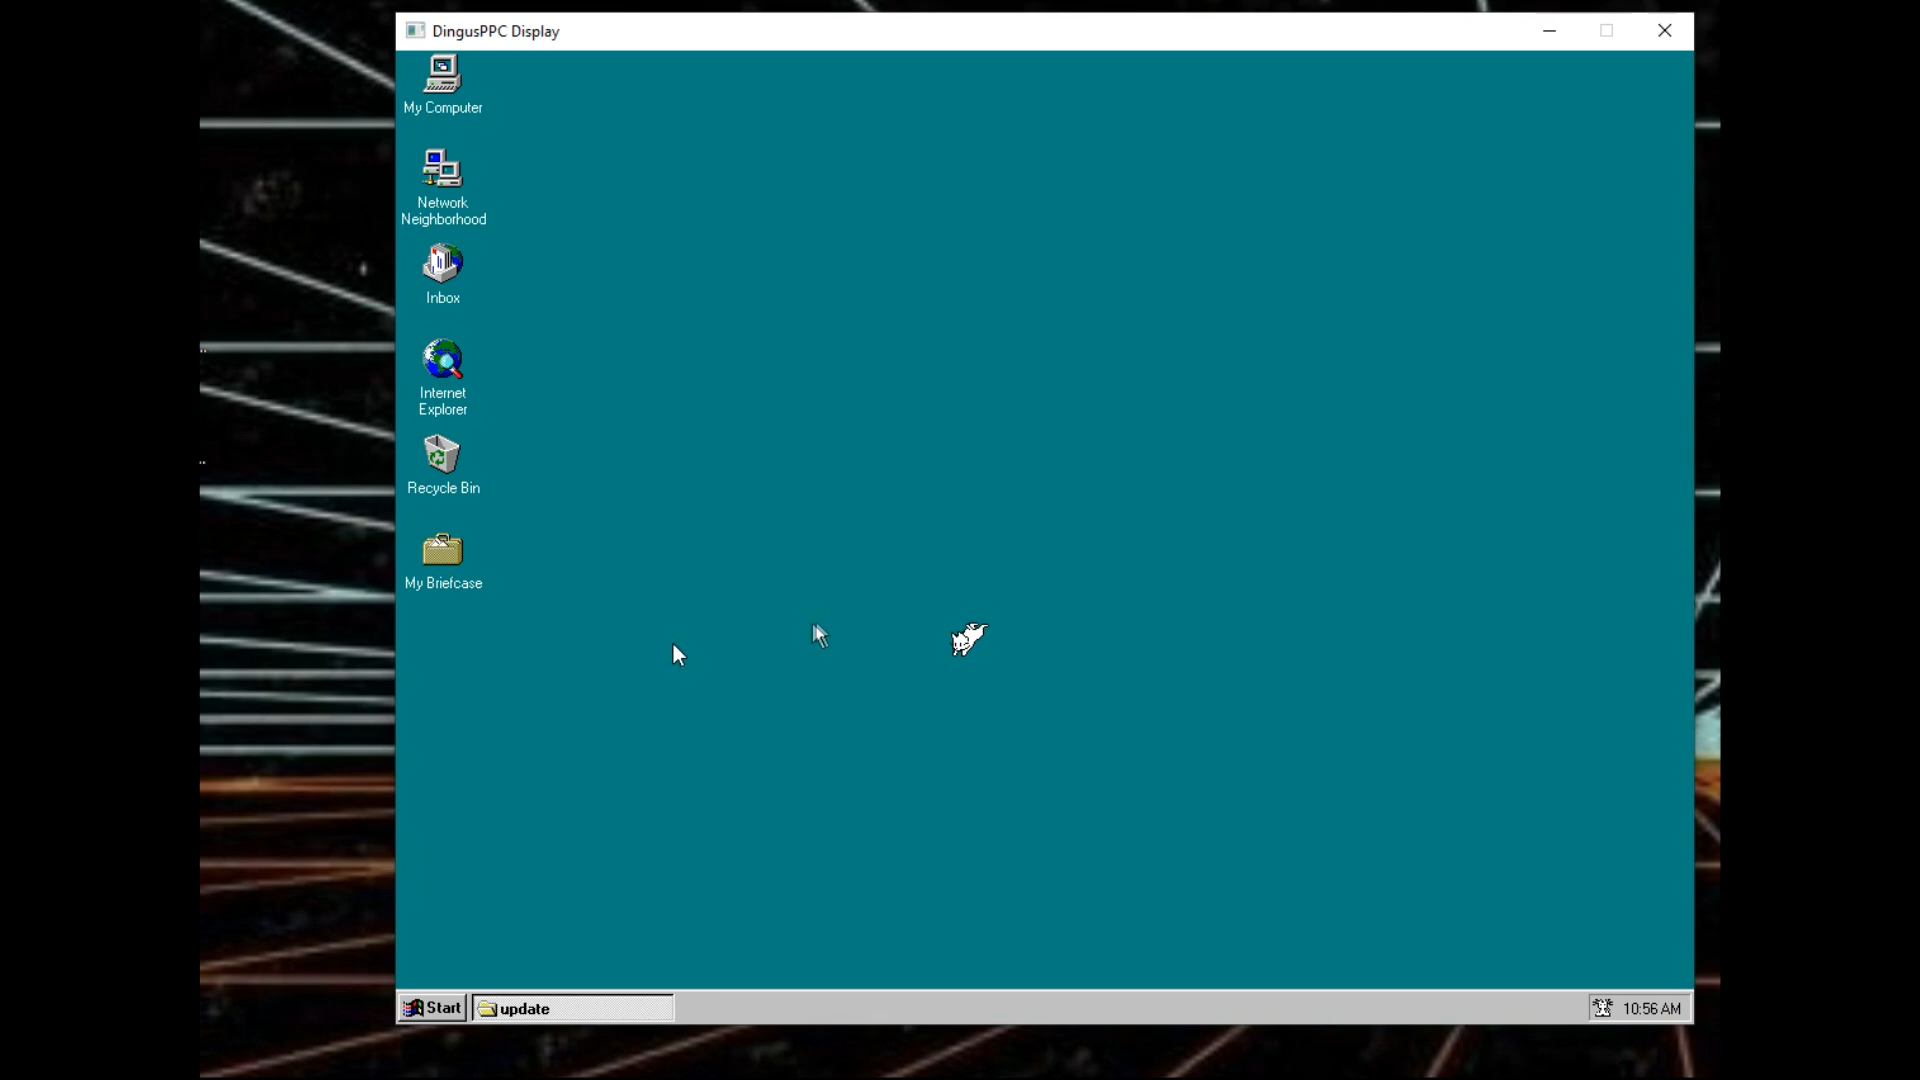 DingusPPC Display
My Computer
Network
Neighborhood
Inbox
Internet
Explorer
Recycle Bin
My Briefcase
Start
update
10:56 AM